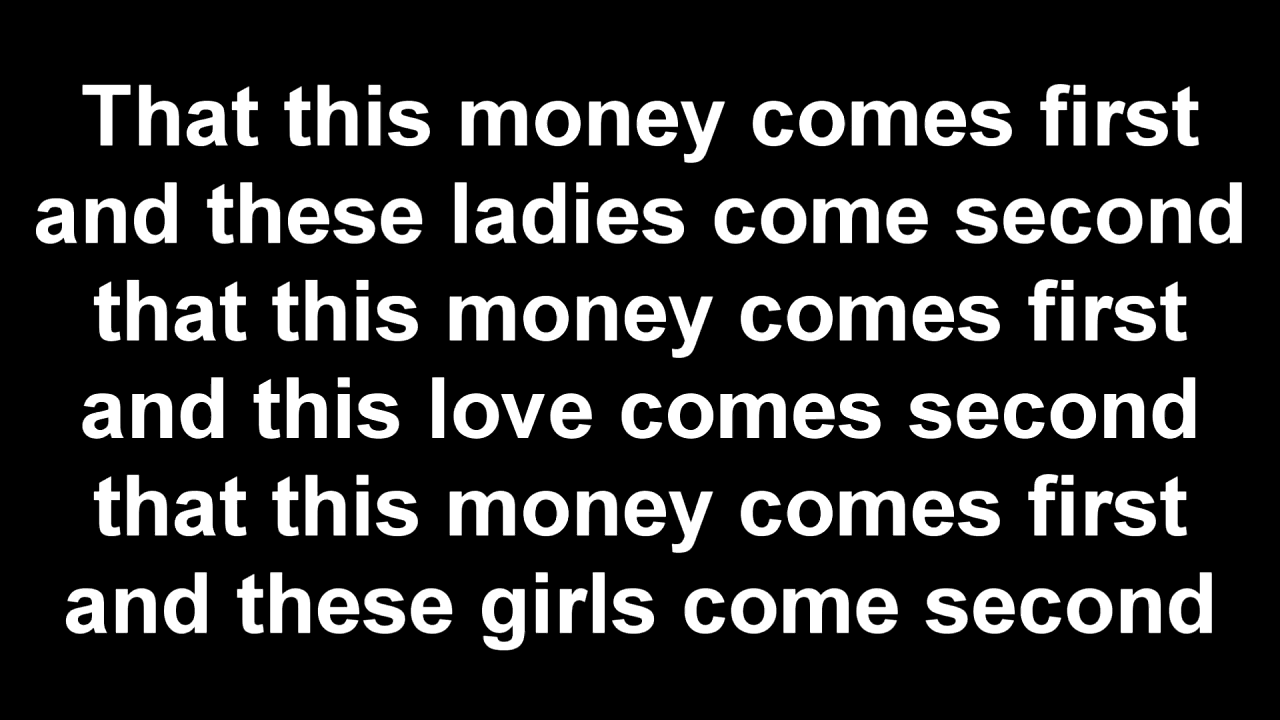 That this money comes first
and these ladies come second
that this money comes first
and this love comes second
that this money comes first
and these girls come second